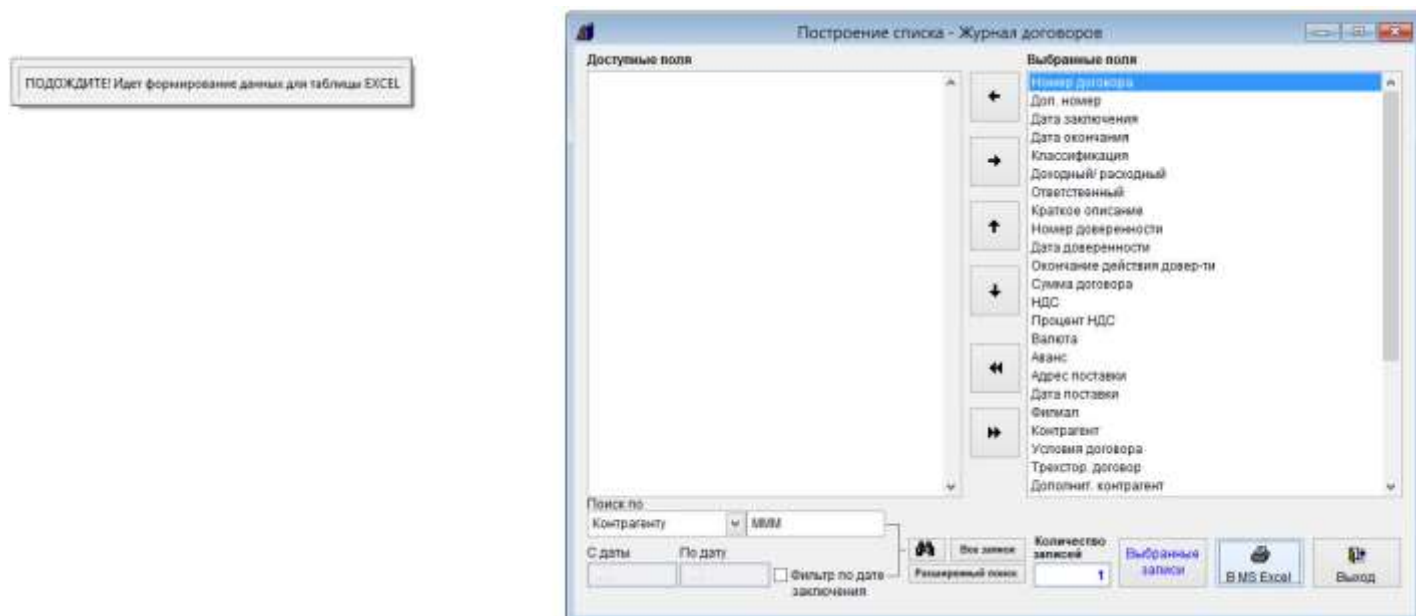 ПОДОЖДИТЕ! Идет формирование данных для таблицы EXCEL
Построение списка - Журнал договоров
Доступные поля
Выбранные поля
Номер договора
Доп. номер
Дата заключения
Дата окончания
Классификация
Доходный/ расходный
Ответственный
Краткое описание
Номер доверенности
Дата доверенности
Окончание действия довер-ти
Сумма договора
НДС
Процент НДС
Валюта
Аванс
Адрес поставки
Дата поставки
Филиал
Контрагент
Условия договора
Трехстор. договор
Дополнит. контрагент
Поиск по
Контрагенту
МММ
С даты
По дату
Фильтр по дате
заключения
Все записи
Расширенный поиск
Количество
записей
1
Выбранные
записи
В MS Excel
Выход